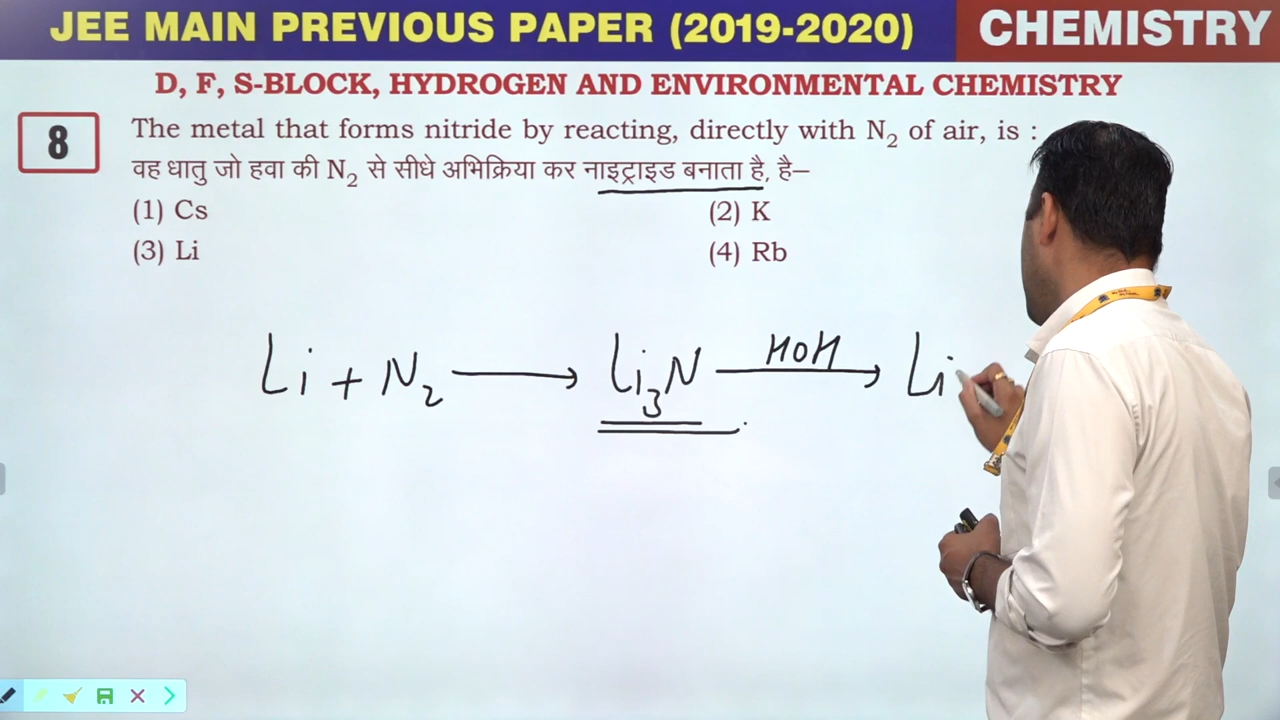 JEE MAIN PREVIOUS PAPER (2019-2020)
CHEMISTRY
D, F, S-BLOCK, HYDROGEN AND ENVIRONMENTAL CHEMISTRY
8
The metal that forms nitride by reacting, directly with N₂ of air, is :
वह धातु जो हवा की N₂ से सीधे अभिक्रिया कर नाइट्राइड बनाता है, है–
(1) Cs
(2) K
(3) Li
(4) Rb
Li + N₂ ⟶ Li₃N ⟶ Li
HOH